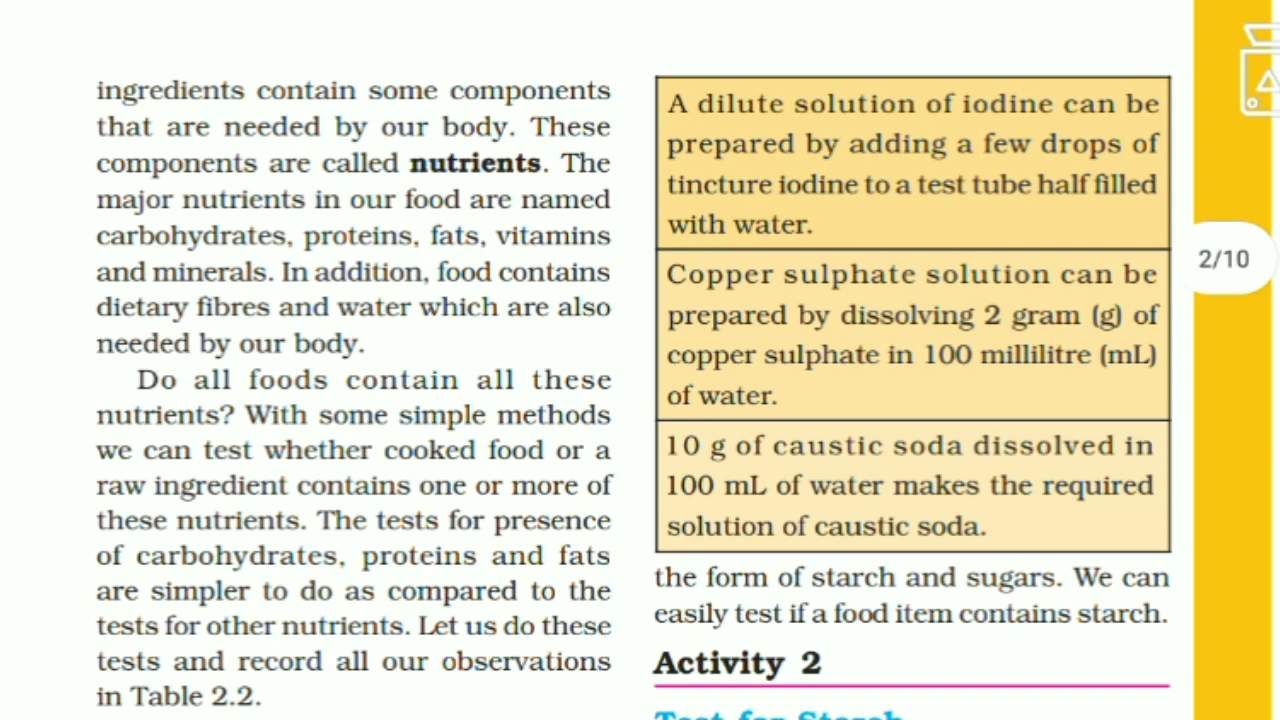 ingredients contain some components
that are needed by our body. These
components are called nutrients. The
major nutrients in our food are named
carbohydrates, proteins, fats, vitamins
and minerals. In addition, food contains
dietary fibres and water which are also
needed by our body.
Do all foods contain all these
nutrients? With some simple methods
we can test whether cooked food or a
raw ingredient contains one or more of
these nutrients. The tests for presence
of carbohydrates, proteins and fats
are simpler to do as compared to the
tests for other nutrients. Let us do these
tests and record all our observations
in Table 2.2.
A dilute solution of iodine can be
prepared by adding a few drops of
tincture iodine to a test tube half filled
with water.
Copper sulphate solution can be
prepared by dissolving 2 gram (g) of
copper sulphate in 100 millilitre (mL)
of water.
10 g of caustic soda dissolved in
100 mL of water makes the required
solution of caustic soda.
the form of starch and sugars. We can
easily test if a food item contains starch.
Activity 2
Test for Starch
2/10